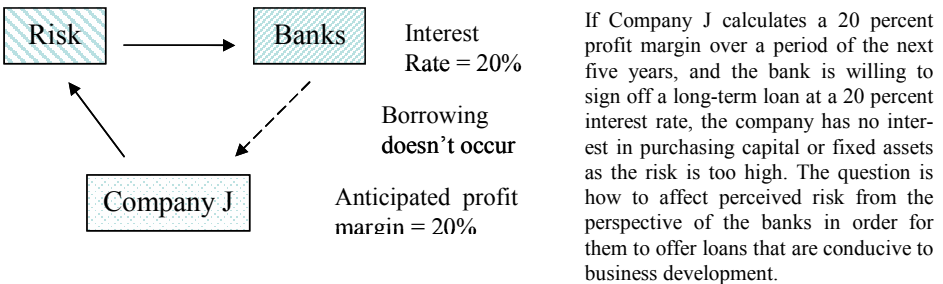 Risk
Banks
Interest
Rate = 20%
Borrowing
doesn't occur
Company J
Anticipated profit
margin = 20%
If Company J calculates a 20 percent
profit margin over a period of the next
five years, and the bank is willing to
sign off a long-term loan at a 20 percent
interest rate, the company has no inter-
est in purchasing capital or fixed assets
as the risk is too high. The question is
how to affect perceived risk from the
perspective of the banks in order for
them to offer loans that are conducive to
business development.